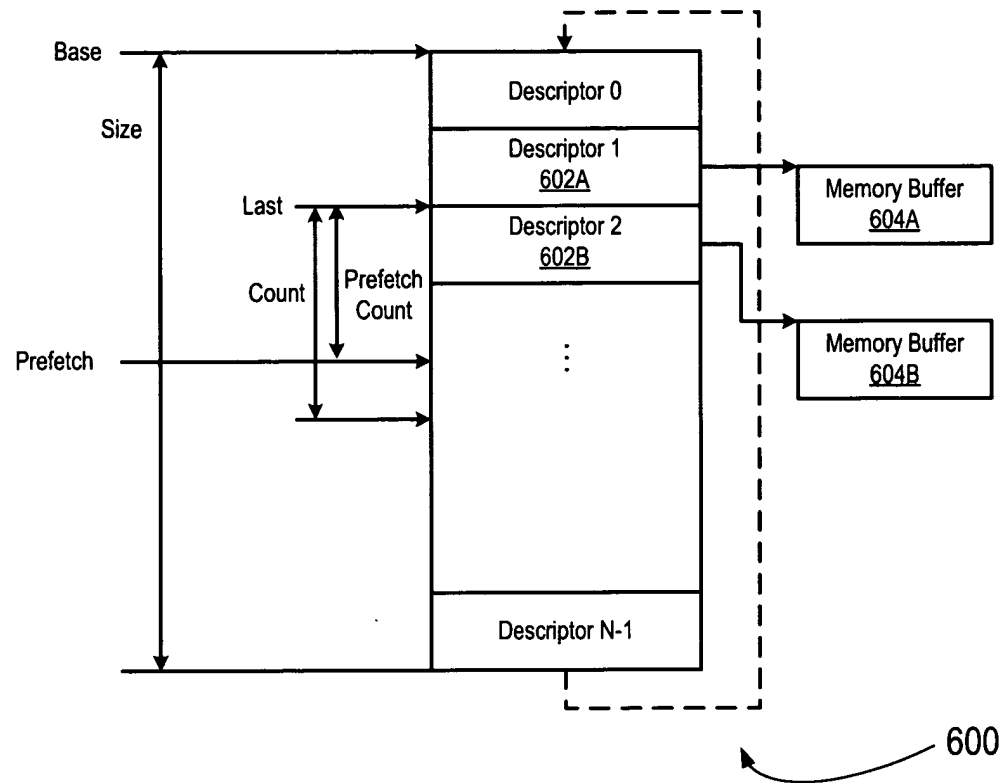 Base
Size
Descriptor 0
Descriptor 1
602A
Memory Buffer
604A
Last
Descriptor 2
602B
Count
Prefetch
Count
Prefetch
⋮
Memory Buffer
604B
Descriptor N-1
600